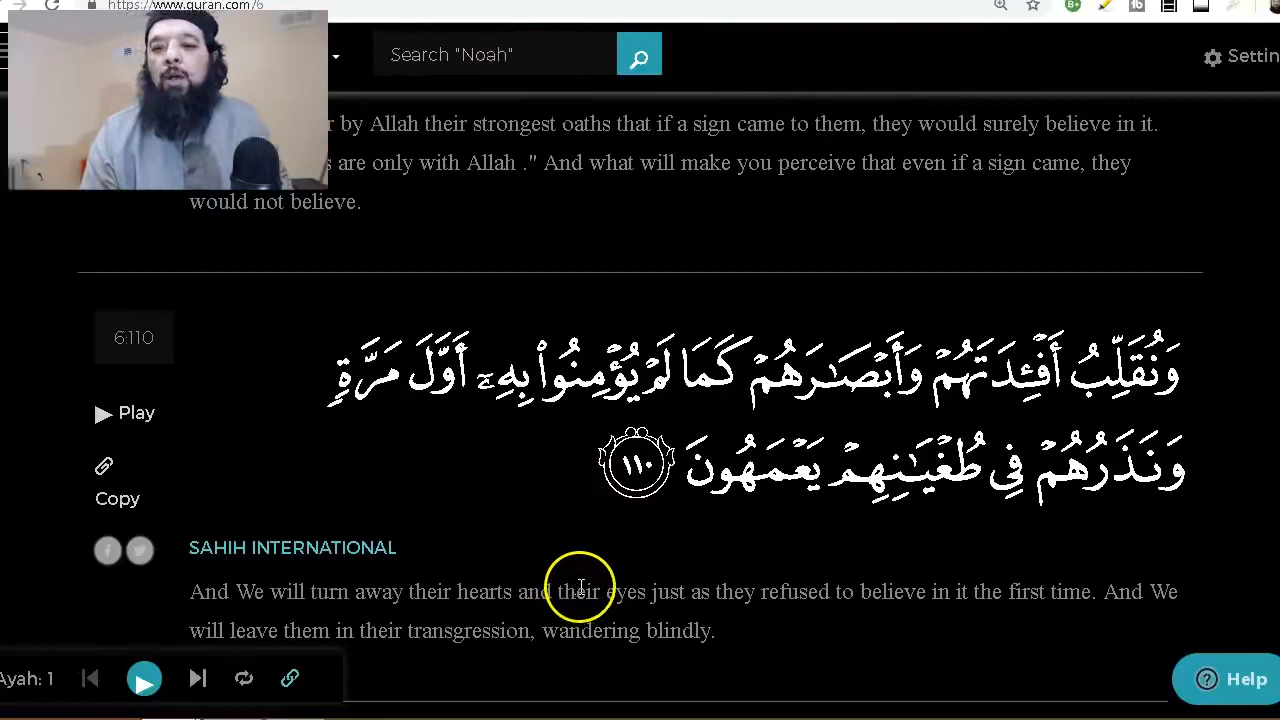 https://www.quran.com/6
Search "Noah"
Settin
r by Allah their strongest oaths that if a sign came to them, they would surely believe in it.
s are only with Allah ." And what will make you perceive that even if a sign came, they
would not believe.
6:110
وَنُقَلِّبُ أَفْـِٔدَتَهُمْ وَأَبْصَـٰرَهُمْ كَمَا لَمْ يُؤْمِنُوا۟ بِهِۦٓ أَوَّلَ مَرَّةٍ
وَنَذَرُهُمْ فِى طُغْيَـٰنِهِمْ يَعْمَهُونَ ١١٠
Play
Copy
SAHIH INTERNATIONAL
And We will turn away their hearts and their eyes just as they refused to believe in it the first time. And We
will leave them in their transgression, wandering blindly.
Ayah: 1
Help